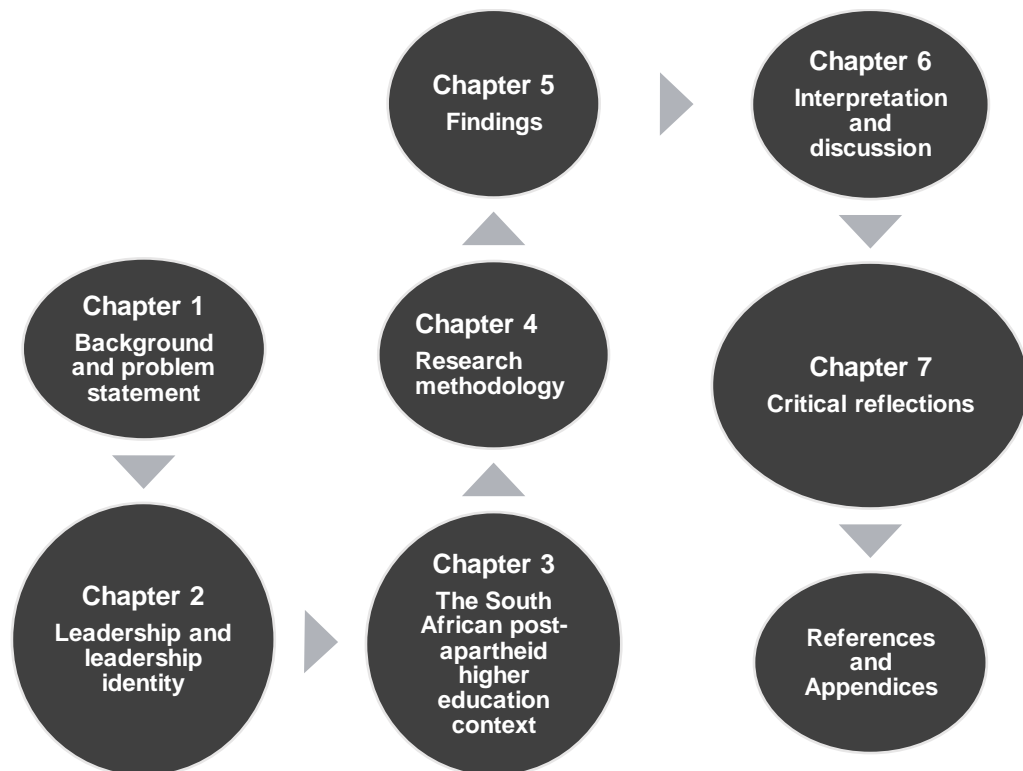 Chapter 1
Background
and problem
statement
Chapter 2
Leadership and
leadership
identity
Chapter 3
The South
African post-
apartheid
higher
education
context
Chapter 4
Research
methodology
Chapter 5
Findings
Chapter 6
Interpretation
and
discussion
Chapter 7
Critical reflections
References
and
Appendices